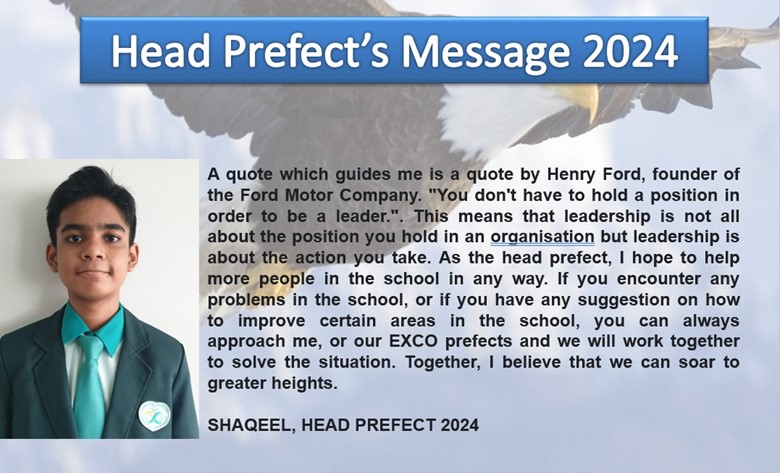 Head Prefect's Message 2024
A quote which guides me is a quote by Henry Ford, founder of
the Ford Motor Company. "You don't have to hold a position in
order to be a leader.". This means that leadership is not all
about the position you hold in an organisation but leadership is
about the action you take. As the head prefect, I hope to help
more people in the school in any way. If you encounter any
problems in the school, or if you have any suggestion on how
to improve certain areas in the school, you can always
approach me, or our EXCO prefects and we will work together
to solve the situation. Together, I believe that we can soar to
greater heights.
SHAQEEL, HEAD PREFECT 2024